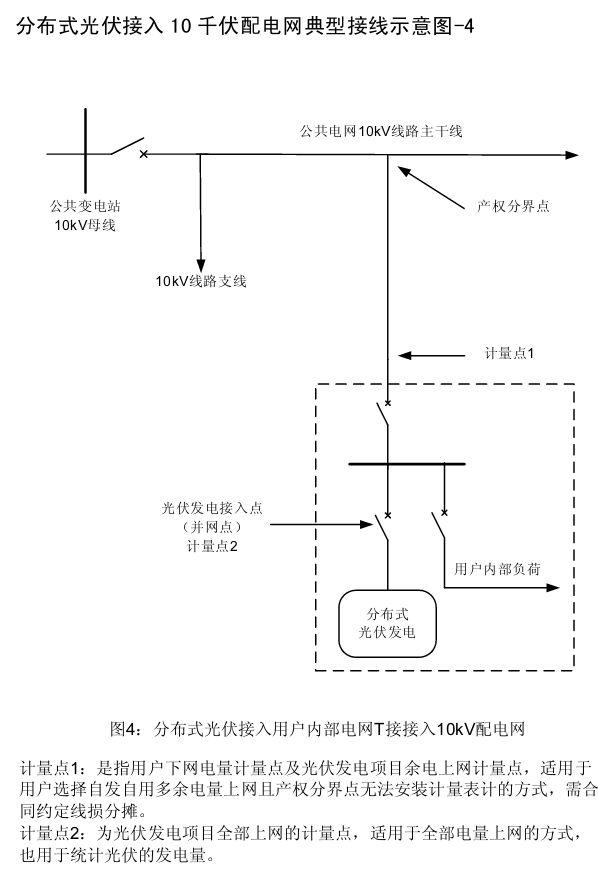 分布式光伏接入 10 千伏配电网典型接线示意图-4
公共电网10kV线路主干线
公共变电站
10kV母线
产权分界点
10kV线路支线
计量点1
光伏发电接入点
（并网点）
计量点2
用户内部负荷
分布式
光伏发电
图4：分布式光伏接入用户内部电网T接接入10kV配电网
计量点1：是指用户下网电量计量点及光伏发电项目余电上网计量点，适用于
用户选择自发自用多余电量上网且产权分界点无法安装计量表计的方式，需合
同约定线损分摊。
计量点2：为光伏发电项目全部上网的计量点，适用于全部电量上网的方式，
也用于统计光伏的发电量。